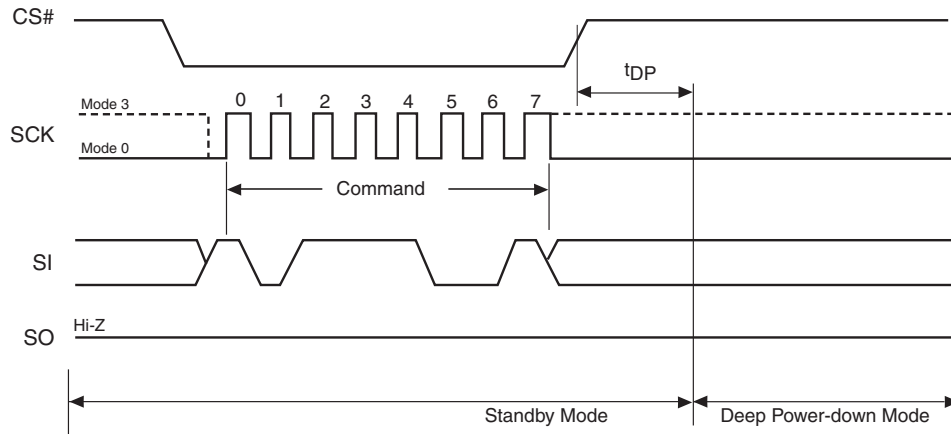 CS#
tDP
Mode 3
0 1 2 3 4 5 6 7
SCK
Mode 0
Command
SI
Hi-Z
SO
Standby Mode
Deep Power-down Mode